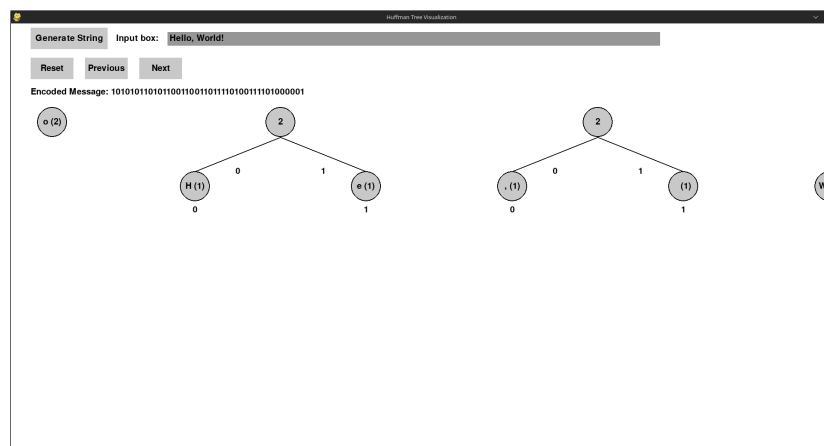 Huffman Tree Visualization
Generate String Input box: Hello, World!
Reset Previous Next
Encoded Message: 1010101101011001100110111101001111101000001
o (2) 2 2
0 1 0 1
H (1) e (1) , (1) (1) W
0 1 0 1